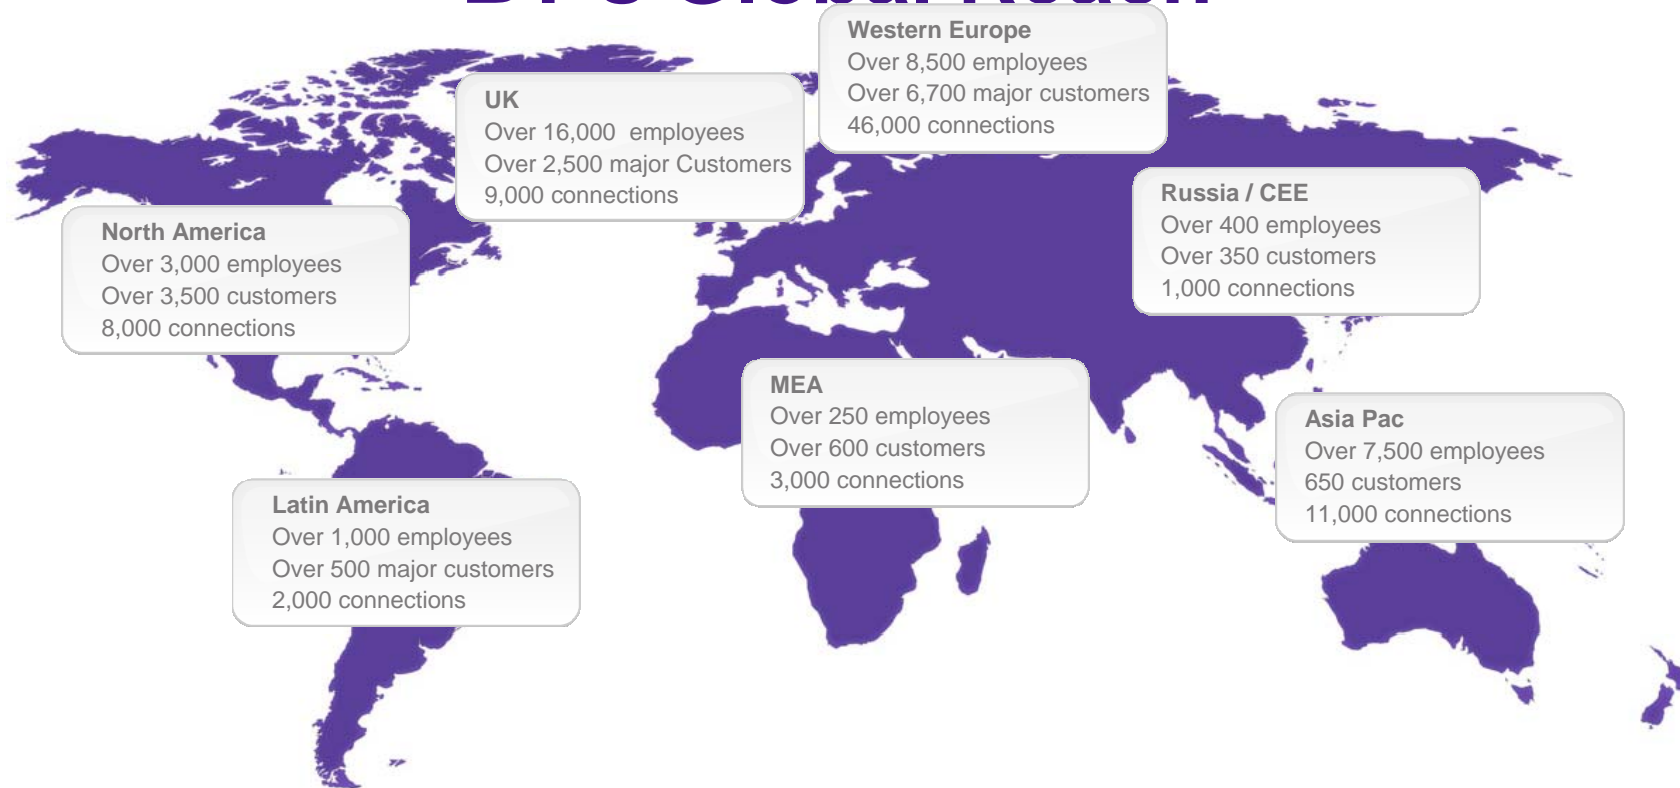 Western Europe
Over 8,500 employees
Over 6,700 major customers
46,000 connections
UK
Over 16,000  employees
Over 2,500 major Customers
9,000 connections
Russia / CEE
Over 400 employees
Over 350 customers
1,000 connections
North America
Over 3,000 employees
Over 3,500 customers
8,000 connections
MEA
Over 250 employees
Over 600 customers
3,000 connections
Asia Pac
Over 7,500 employees
650 customers
11,000 connections
Latin America
Over 1,000 employees
Over 500 major customers
2,000 connections